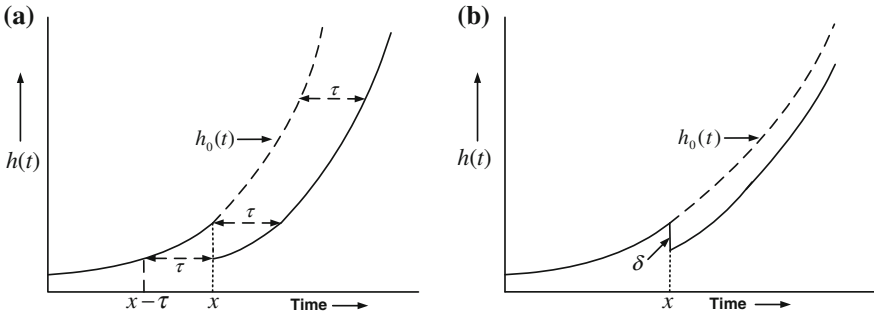 (a)
h(t)
h₀(t)
τ
τ
τ
x−τ
x
Time
(b)
h(t)
h₀(t)
δ
x
Time